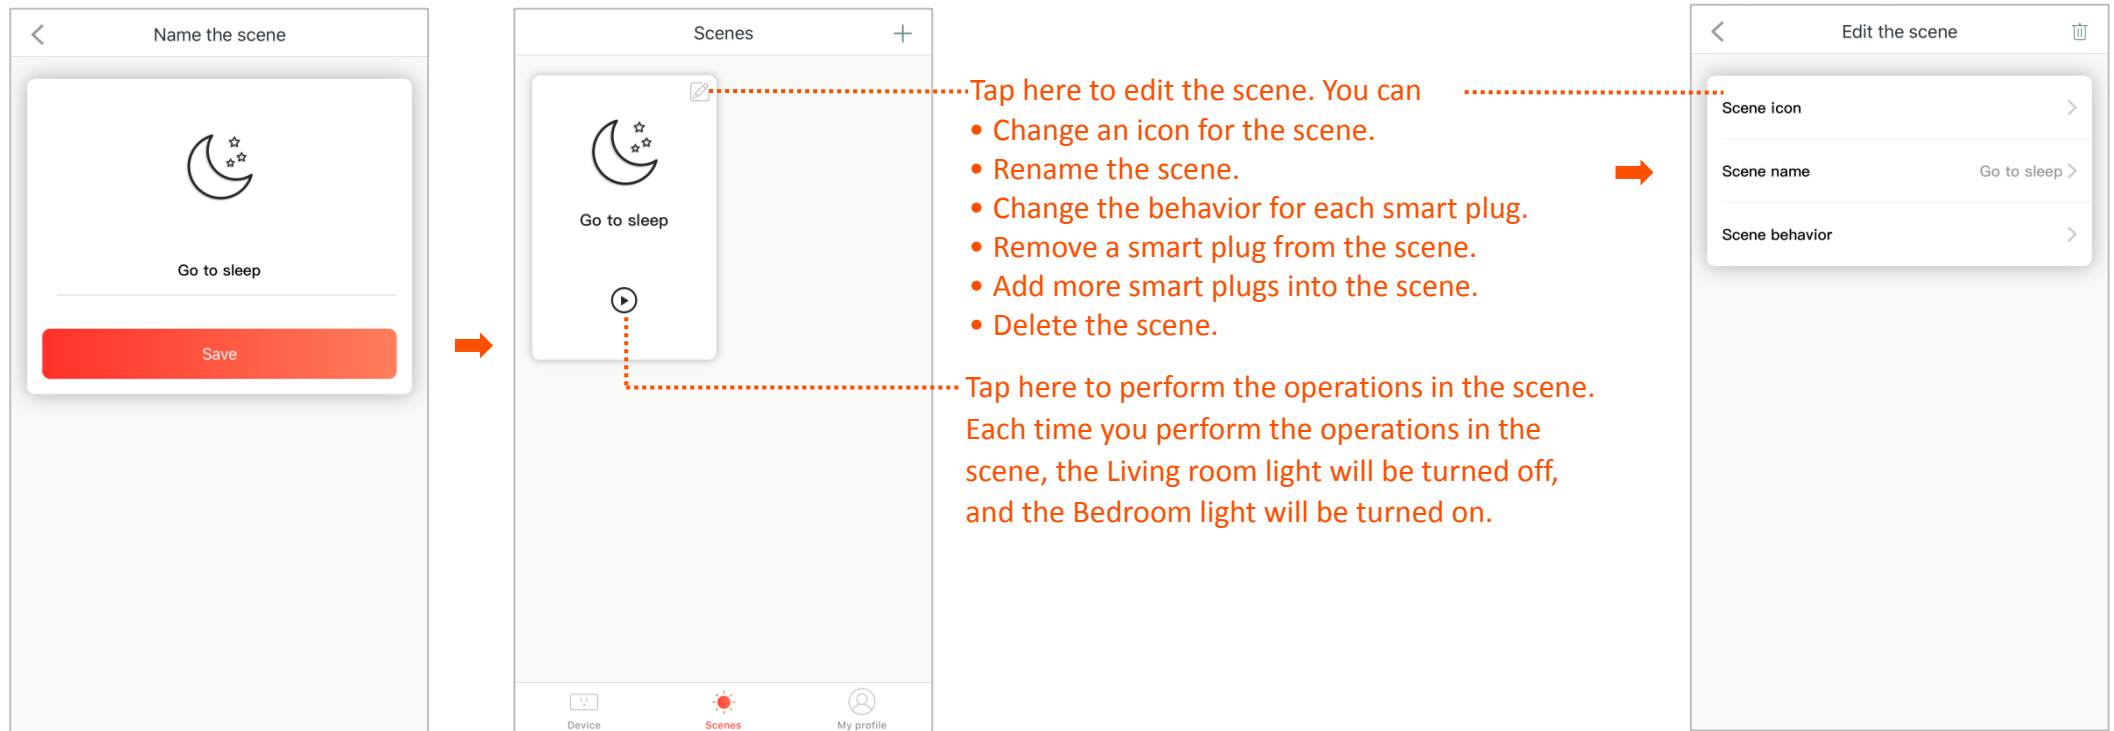 Name the scene
Go to sleep
Save
Scenes
Go to sleep
Device
Scenes
My profile
Tap here to edit the scene. You can
• Change an icon for the scene.
• Rename the scene.
• Change the behavior for each smart plug.
• Remove a smart plug from the scene.
• Add more smart plugs into the scene.
• Delete the scene.
Tap here to perform the operations in the scene.
Each time you perform the operations in the
scene, the Living room light will be turned off,
and the Bedroom light will be turned on.
Edit the scene
Scene icon
Scene name Go to sleep
Scene behavior